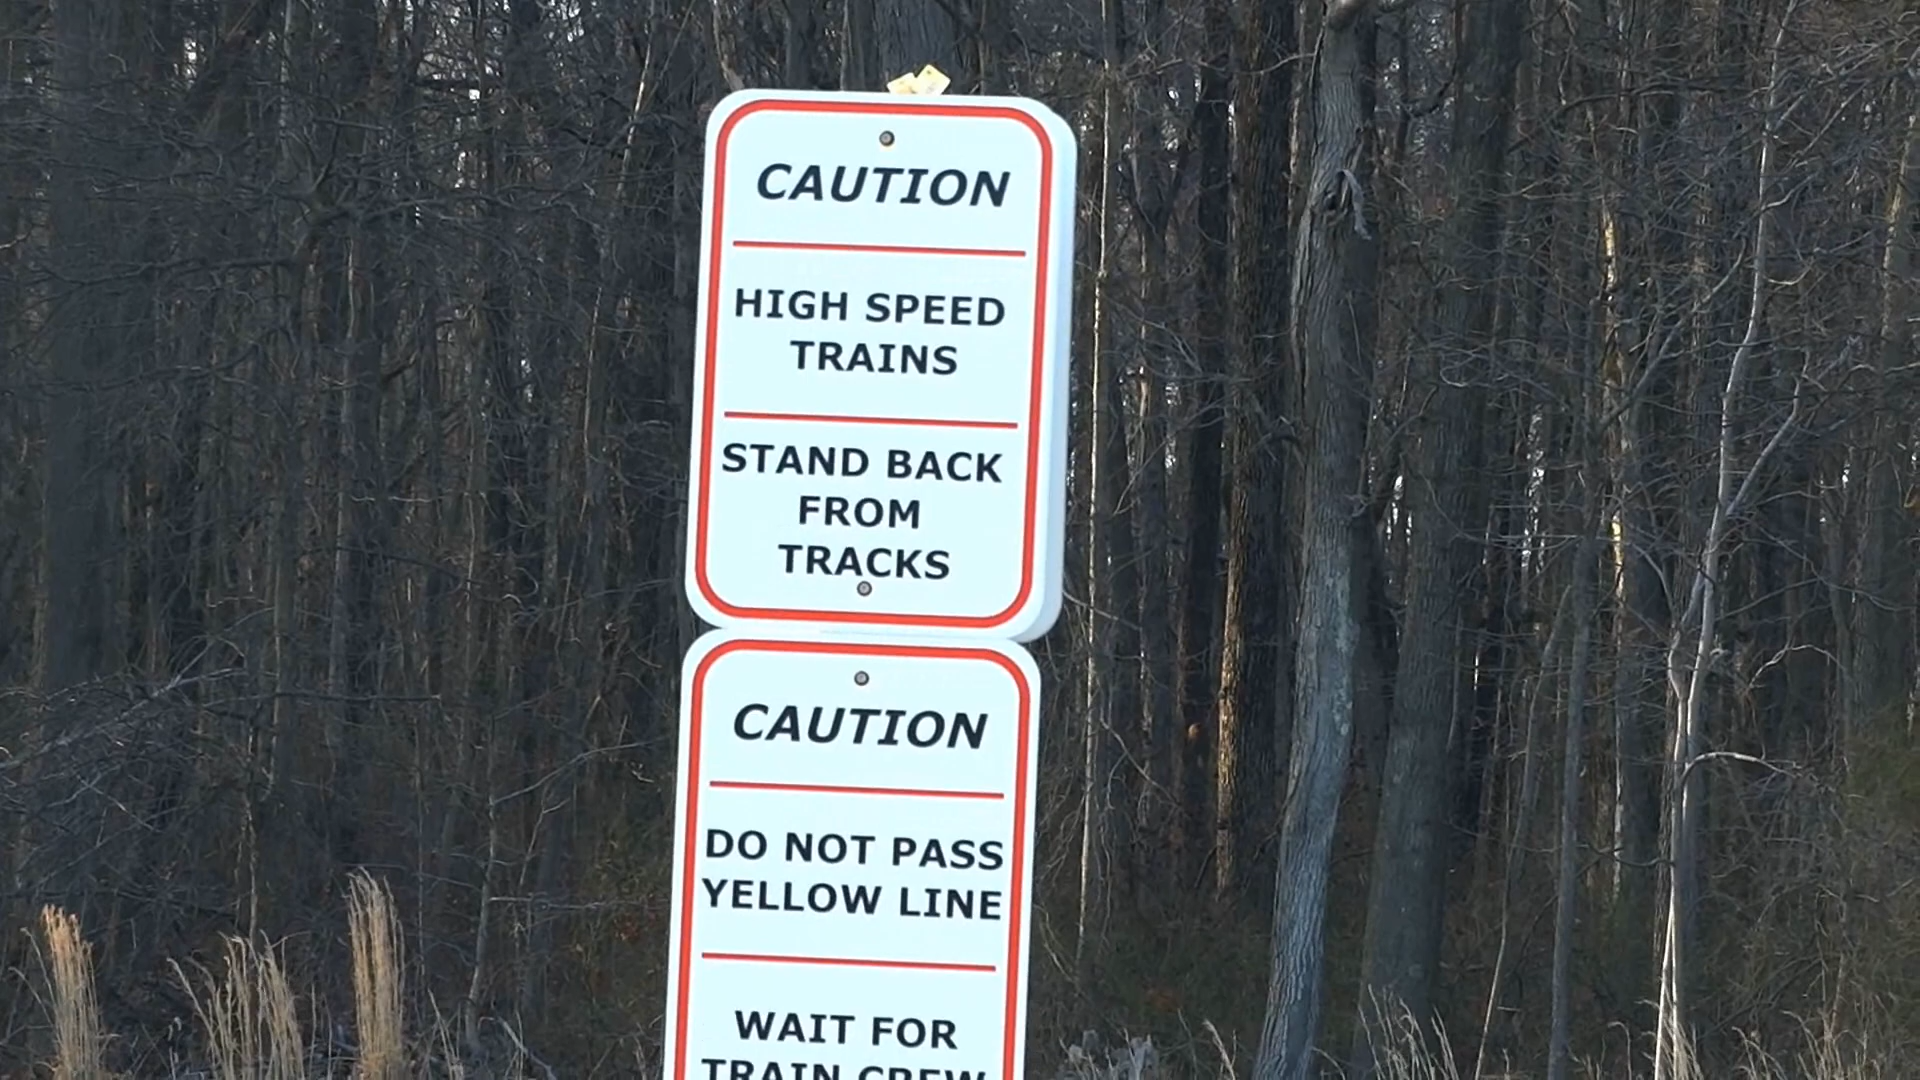 CAUTION
HIGH SPEED
TRAINS
STAND BACK
FROM
TRACKS
CAUTION
DO NOT PASS
YELLOW LINE
WAIT FOR
TRAIN CREW